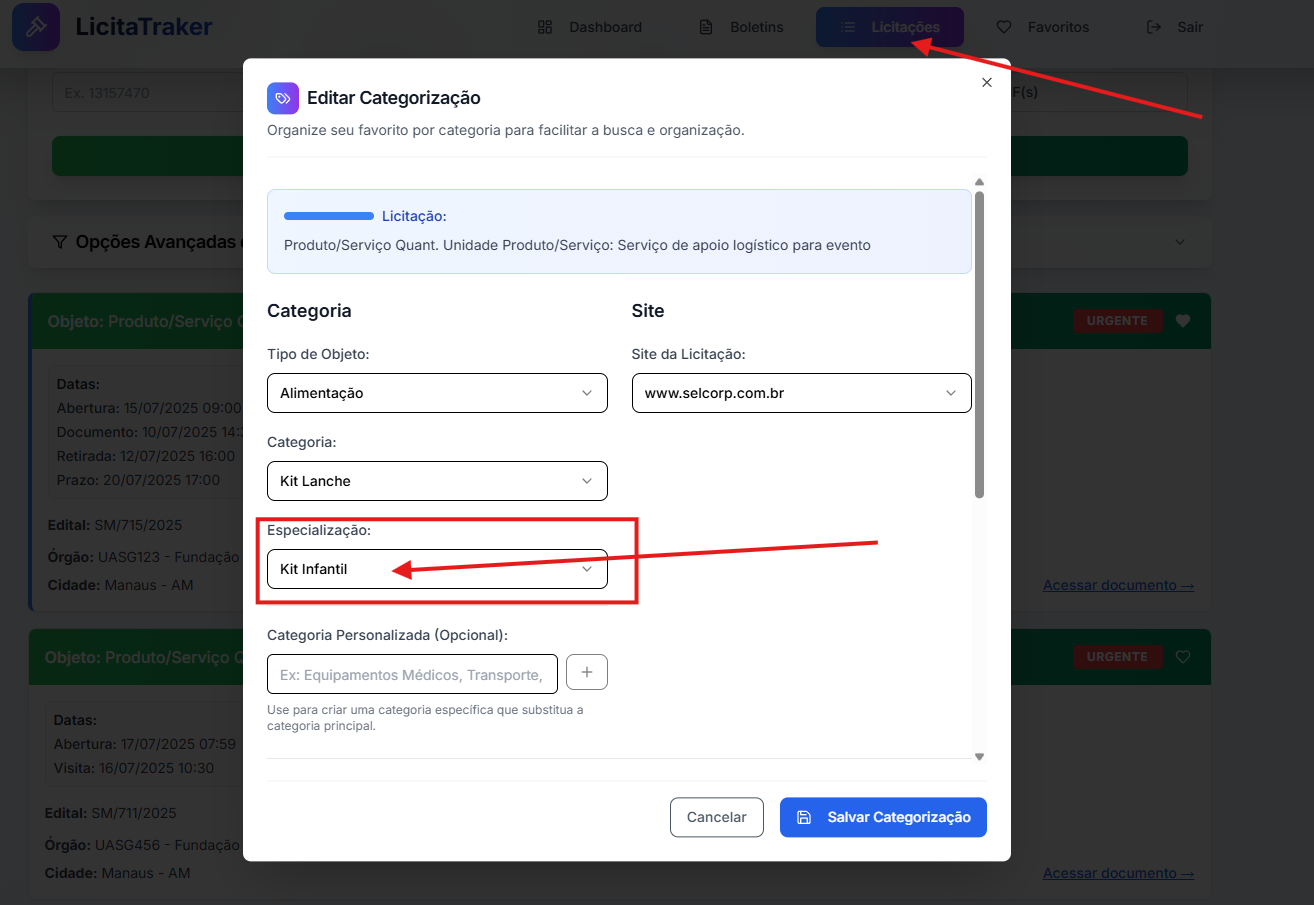 LicitaTraker
Dashboard
Boletins
Licitações
Favoritos
Sair
Ex. 13157470
F(s)
Editar Categorização
Organize seu favorito por categoria para facilitar a busca e organização.
Licitação:
Produto/Serviço Quant. Unidade Produto/Serviço: Serviço de apoio logístico para evento
Categoria
Site
Tipo de Objeto:
Site da Licitação:
Alimentação
www.selcorp.com.br
Categoria:
Kit Lanche
Especialização:
Kit Infantil
Categoria Personalizada (Opcional):
Ex: Equipamentos Médicos, Transporte,
Use para criar uma categoria específica que substitua a
categoria principal.
Cancelar
Salvar Categorização
Opções Avançadas
Objeto: Produto/Serviço
URGENTE
Datas:
Abertura: 15/07/2025 09:00
Documento: 10/07/2025 14:
Retirada: 12/07/2025 16:00
Prazo: 20/07/2025 17:00
Edital: SM/715/2025
Órgão: UASG123 - Fundação
Cidade: Manaus - AM
Acessar documento →
Objeto: Produto/Serviço
URGENTE
Datas:
Abertura: 17/07/2025 07:59
Visita: 16/07/2025 10:30
Edital: SM/711/2025
Órgão: UASG456 - Fundação
Cidade: Manaus - AM
Acessar documento →